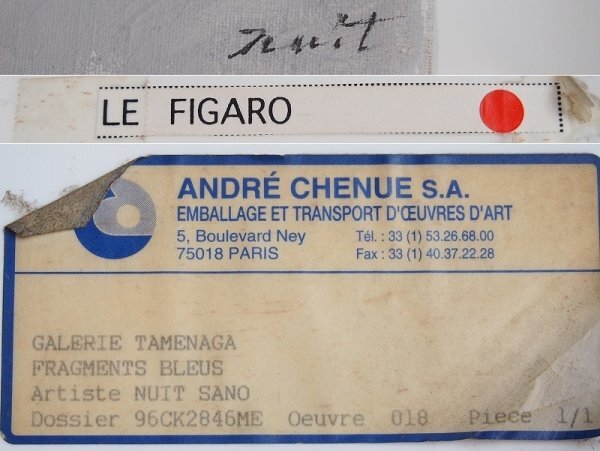 nuit
LE FIGARO
ANDRÉ CHENUE S.A.
EMBALLAGE ET TRANSPORT D'ŒUVRES D'ART
5, Boulevard Ney Tél. : 33 (1) 53.26.68.00
75018 PARIS Fax : 33 (1) 40.37.22.28
GALERIE TAMENAGA
FRAGMENTS BLEUS
Artiste NUIT SANO
Dossier 96CK2846ME Oeuvre 018 Piece 1/1